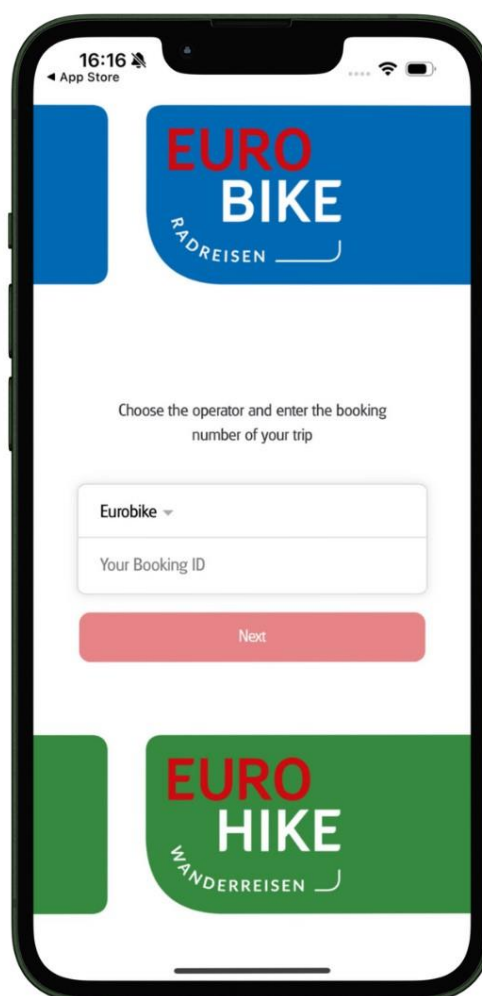 16:16
◄ App Store
EURO
BIKE
RADREISEN
Choose the operator and enter the booking
number of your trip
Eurobike
Your Booking ID
Next
EURO
HIKE
WANDERREISEN